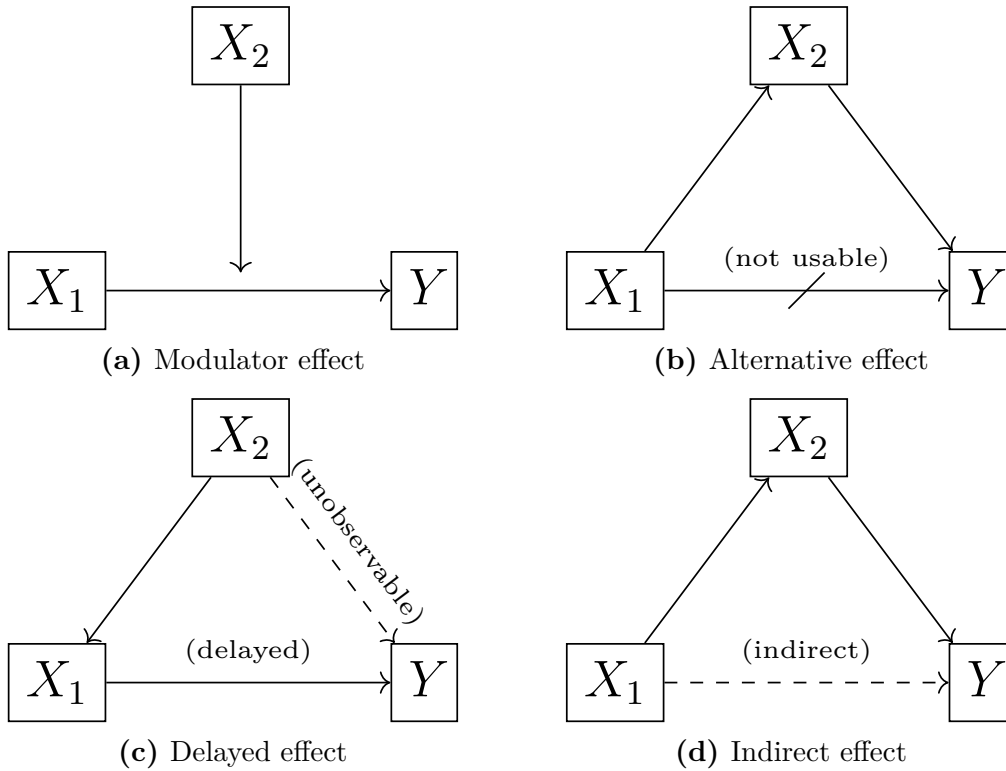 X₂
X₁ Y
(a) Modulator effect
X₂
(not usable)
X₁ Y
(b) Alternative effect
X₂
(unobservable)
(delayed)
X₁ Y
(c) Delayed effect
X₂
(indirect)
X₁ Y
(d) Indirect effect